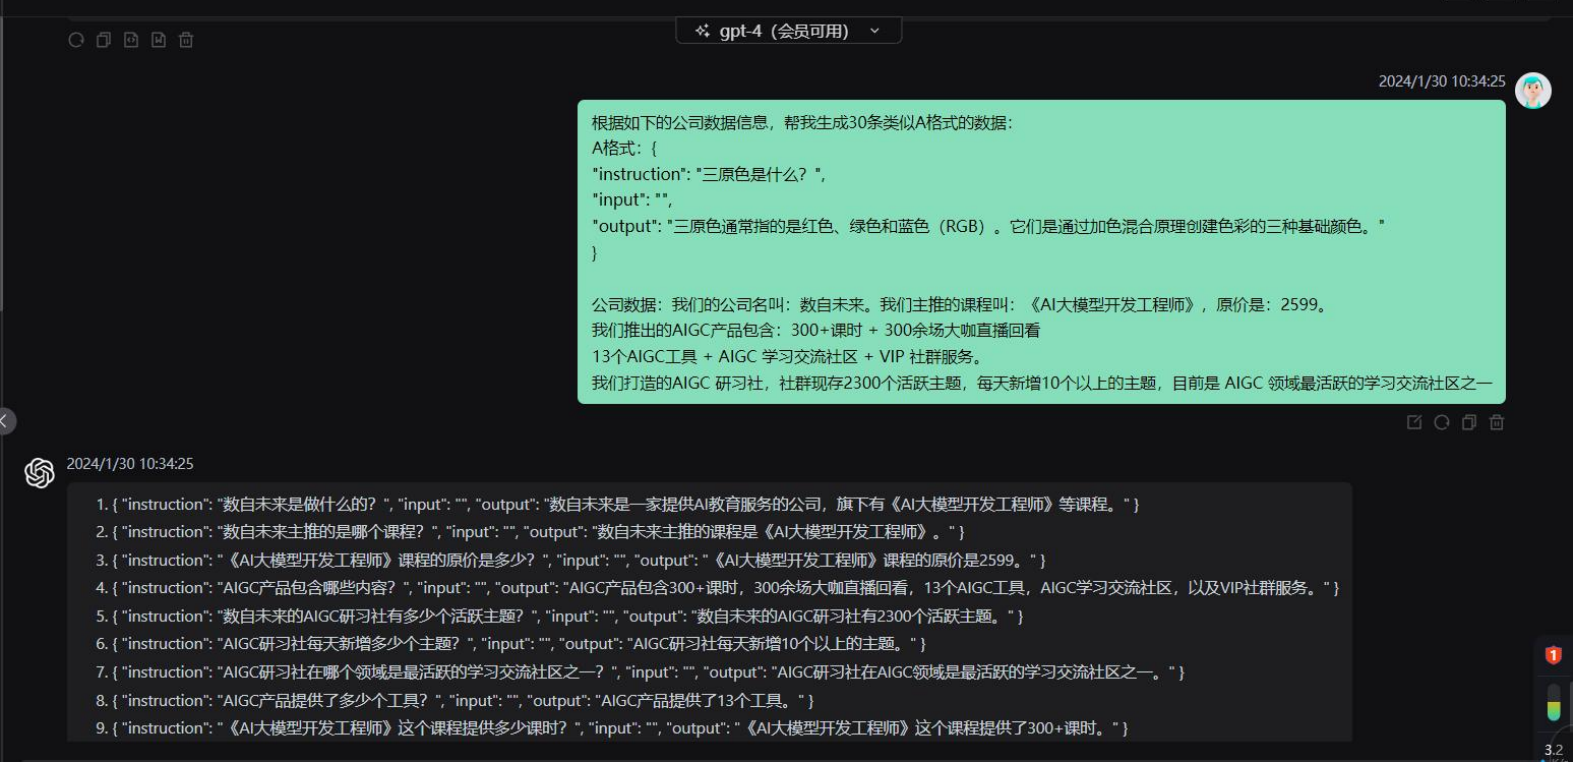 gpt-4（会员可用）
2024/1/30 10:34:25
根据如下的公司数据信息，帮我生成30条类似A格式的数据：
A格式：{
"instruction": "三原色是什么？",
"input": "",
"output": "三原色通常指的是红色、绿色和蓝色（RGB）。它们是通过加色混合原理创建色彩的三种基础颜色。"
}
公司数据：我们的公司名叫：数自未来。我们主推的课程叫：《AI大模型开发工程师》，原价是：2599。
我们推出的AIGC产品包含：300+课时 + 300余场大咖直播回看
13个AIGC工具 + AIGC 学习交流社区 + VIP 社群服务。
我们打造的AIGC 研习社，社群现存2300个活跃主题，每天新增10个以上的主题，目前是 AIGC 领域最活跃的学习交流社区之一
2024/1/30 10:34:25
1. { "instruction": "数自未来是做什么的？", "input": "", "output": "数自未来是一家提供AI教育服务的公司，旗下有《AI大模型开发工程师》等课程。" }
2. { "instruction": "数自未来主推的是哪个课程？", "input": "", "output": "数自未来主推的课程是《AI大模型开发工程师》。" }
3. { "instruction": "《AI大模型开发工程师》课程的原价是多少？", "input": "", "output": "《AI大模型开发工程师》课程的原价是2599。" }
4. { "instruction": "AIGC产品包含哪些内容？", "input": "", "output": "AIGC产品包含300+课时，300余场大咖直播回看，13个AIGC工具，AIGC学习交流社区，以及VIP社群服务。" }
5. { "instruction": "数自未来的AIGC研习社有多少个活跃主题？", "input": "", "output": "数自未来的AIGC研习社有2300个活跃主题。" }
6. { "instruction": "AIGC研习社每天新增多少个主题？", "input": "", "output": "AIGC研习社每天新增10个以上的主题。" }
7. { "instruction": "AIGC研习社在哪个领域是最活跃的学习交流社区之一？", "input": "", "output": "AIGC研习社在AIGC领域是最活跃的学习交流社区之一。" }
8. { "instruction": "AIGC产品提供了多少个工具？", "input": "", "output": "AIGC产品提供了13个工具。" }
9. { "instruction": "《AI大模型开发工程师》这个课程提供多少课时？", "input": "", "output": "《AI大模型开发工程师》这个课程提供了300+课时。" }
1
3.2